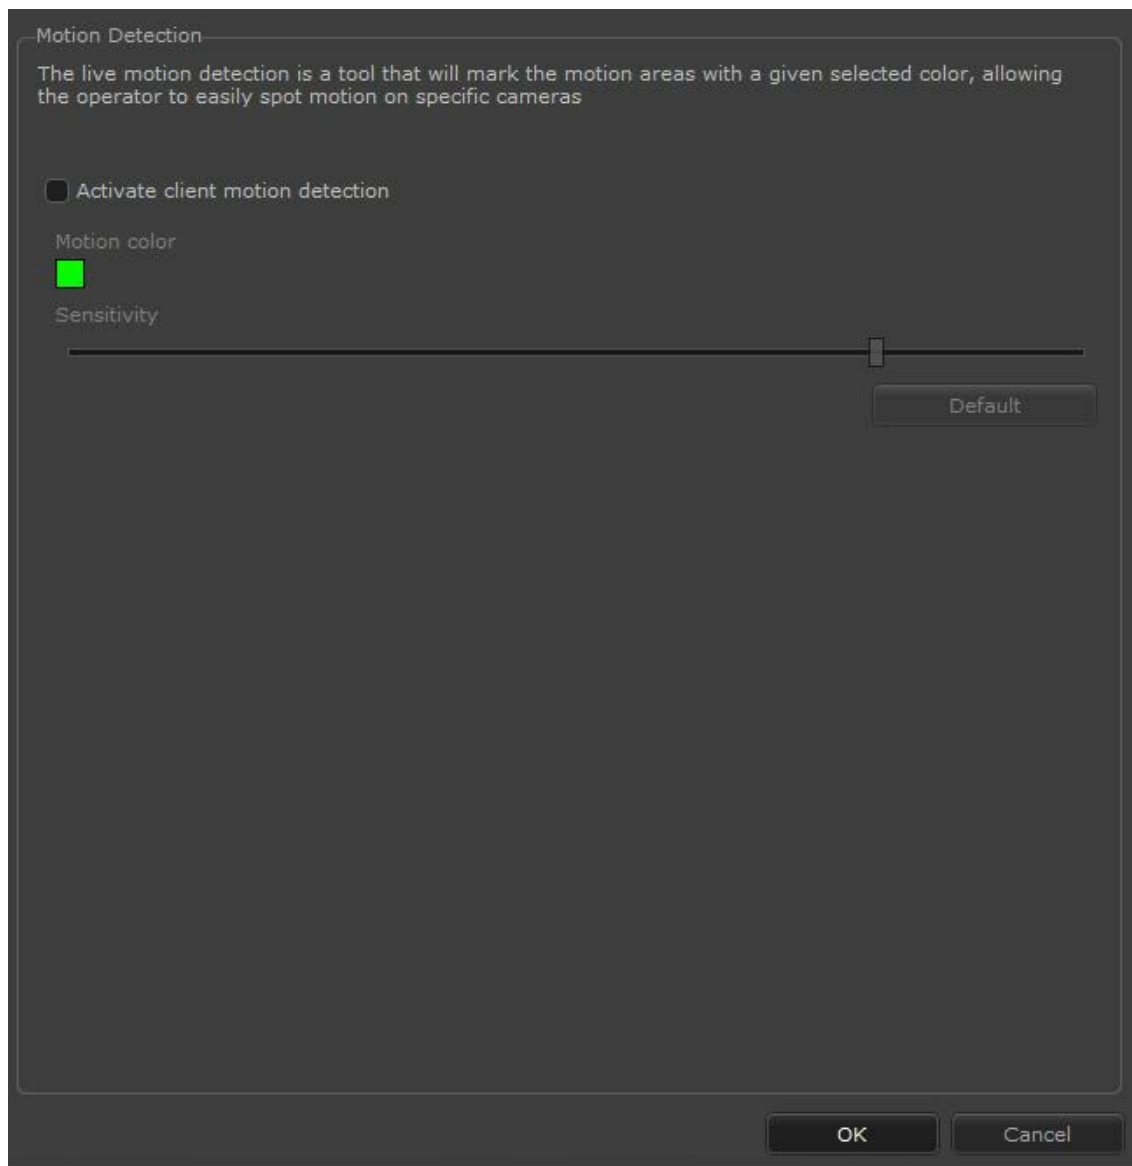 Motion Detection
The live motion detection is a tool that will mark the motion areas with a given selected color, allowing
the operator to easily spot motion on specific cameras
Activate client motion detection
Motion color
Sensitivity
Default
OK
Cancel